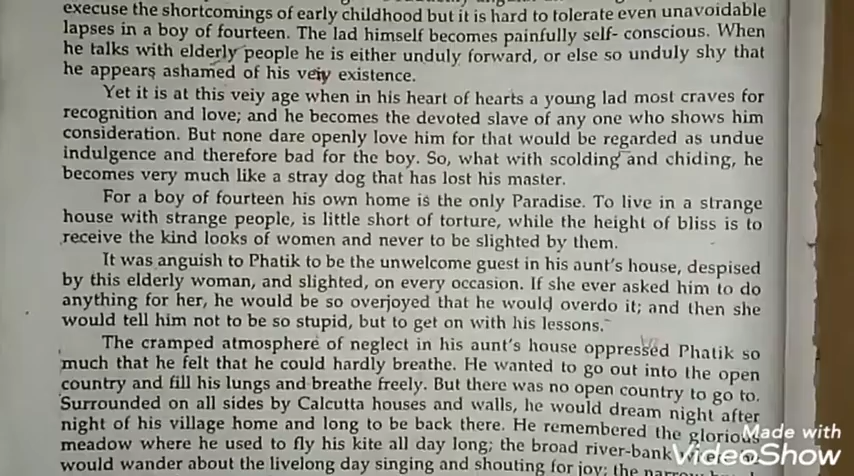 execuse the shortcomings of early childhood but it is hard to tolerate even unavoidable
lapses in a boy of fourteen. The lad himself becomes painfully self- conscious. When
he talks with elderly people he is either unduly forward, or else so unduly shy that
he appears ashamed of his veiy existence.
Yet it is at this veiy age when in his heart of hearts a young lad most craves for
recognition and love; and he becomes the devoted slave of any one who shows him
consideration. But none dare openly love him for that would be regarded as undue
indulgence and therefore bad for the boy. So, what with scolding and chiding, he
becomes very much like a stray dog that has lost his master.
For a boy of fourteen his own home is the only Paradise. To live in a strange
house with strange people, is little short of torture, while the height of bliss is to
receive the kind looks of women and never to be slighted by them.
It was anguish to Phatik to be the unwelcome guest in his aunt's house, despised
by this elderly woman, and slighted, on every occasion. If she ever asked him to do
anything for her, he would be so overjoyed that he would overdo it; and then she
would tell him not to be so stupid, but to get on with his lessons.
The cramped atmosphere of neglect in his aunt's house oppressed Phatik so
much that he felt that he could hardly breathe. He wanted to go out into the open
country and fill his lungs and breathe freely. But there was no open country to go to.
Surrounded on all sides by Calcutta houses and walls, he would dream night after
night of his village home and long to be back there. He remembered the glorious
meadow where he used to fly his kite all day long; the broad river-bank
would wander about the livelong day singing and shouting for joy; the narrow
Made with
VideoShow